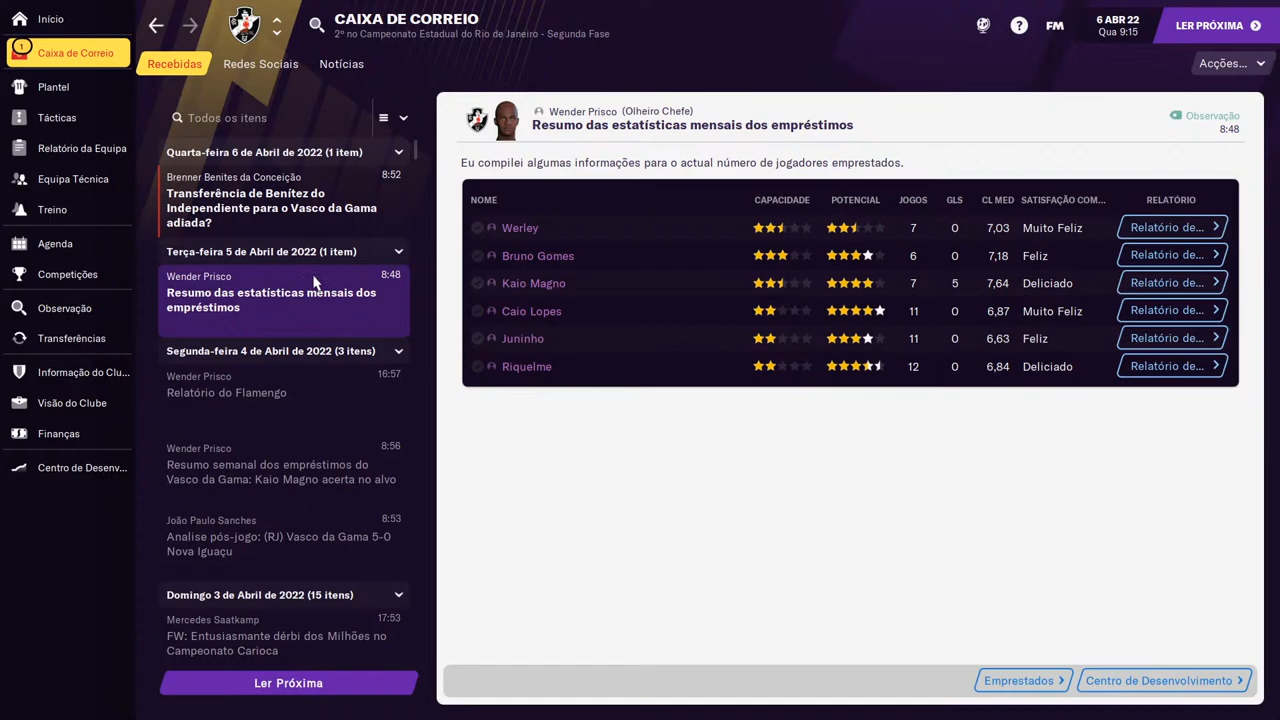 Início
1
Caixa de Correio
Plantel
Tácticas
Relatório da Equipa
Equipa Técnica
Treino
Agenda
Competições
Observação
Transferências
Informação do Clu...
Visão do Clube
Finanças
Centro de Desenv...
CAIXA DE CORREIO
2º no Campeonato Estadual do Rio de Janeiro - Segunda Fase
FM
6 ABR 22
Qua 9:15
LER PRÓXIMA
Recebidas
Redes Sociais
Notícias
Acções...
Todos os itens
Quarta-feira 6 de Abril de 2022 (1 item)
Brenner Benites da Conceição 8:52
Transferência de Benítez do
Independiente para o Vasco da Gama
adiada?
Terça-feira 5 de Abril de 2022 (1 item)
Wender Prisco 8:48
Resumo das estatísticas mensais dos
empréstimos
Segunda-feira 4 de Abril de 2022 (3 itens)
Wender Prisco 16:57
Relatório do Flamengo
Wender Prisco 8:56
Resumo semanal dos empréstimos do
Vasco da Gama: Kaio Magno acerta no alvo
João Paulo Sanches 8:53
Analise pós-jogo: (RJ) Vasco da Gama 5-0
Nova Iguaçu
Domingo 3 de Abril de 2022 (15 itens)
Mercedes Saatkamp 17:53
FW: Entusiasmante dérbi dos Milhões no
Campeonato Carioca
Ler Próxima
Wender Prisco (Olheiro Chefe)
Resumo das estatísticas mensais dos empréstimos
Observação
8:48
Eu compilei algumas informações para o actual número de jogadores emprestados.
NOME CAPACIDADE POTENCIAL JOGOS GLS CL MED SATISFAÇÃO COM... RELATÓRIO
Werley 7 0 7,03 Muito Feliz Relatório de...
Bruno Gomes 6 0 7,18 Feliz Relatório de...
Kaio Magno 7 5 7,64 Deliciado Relatório de...
Caio Lopes 11 0 6,87 Muito Feliz Relatório de...
Juninho 11 0 6,63 Feliz Relatório de...
Riquelme 12 0 6,84 Deliciado Relatório de...
Emprestados
Centro de Desenvolvimento